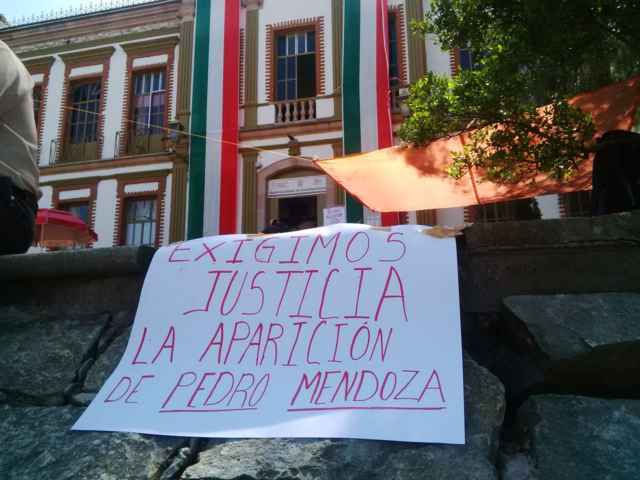 EXIGIMOS
JUSTICIA
LA APARICIÓN
DE PEDRO MENDOZA